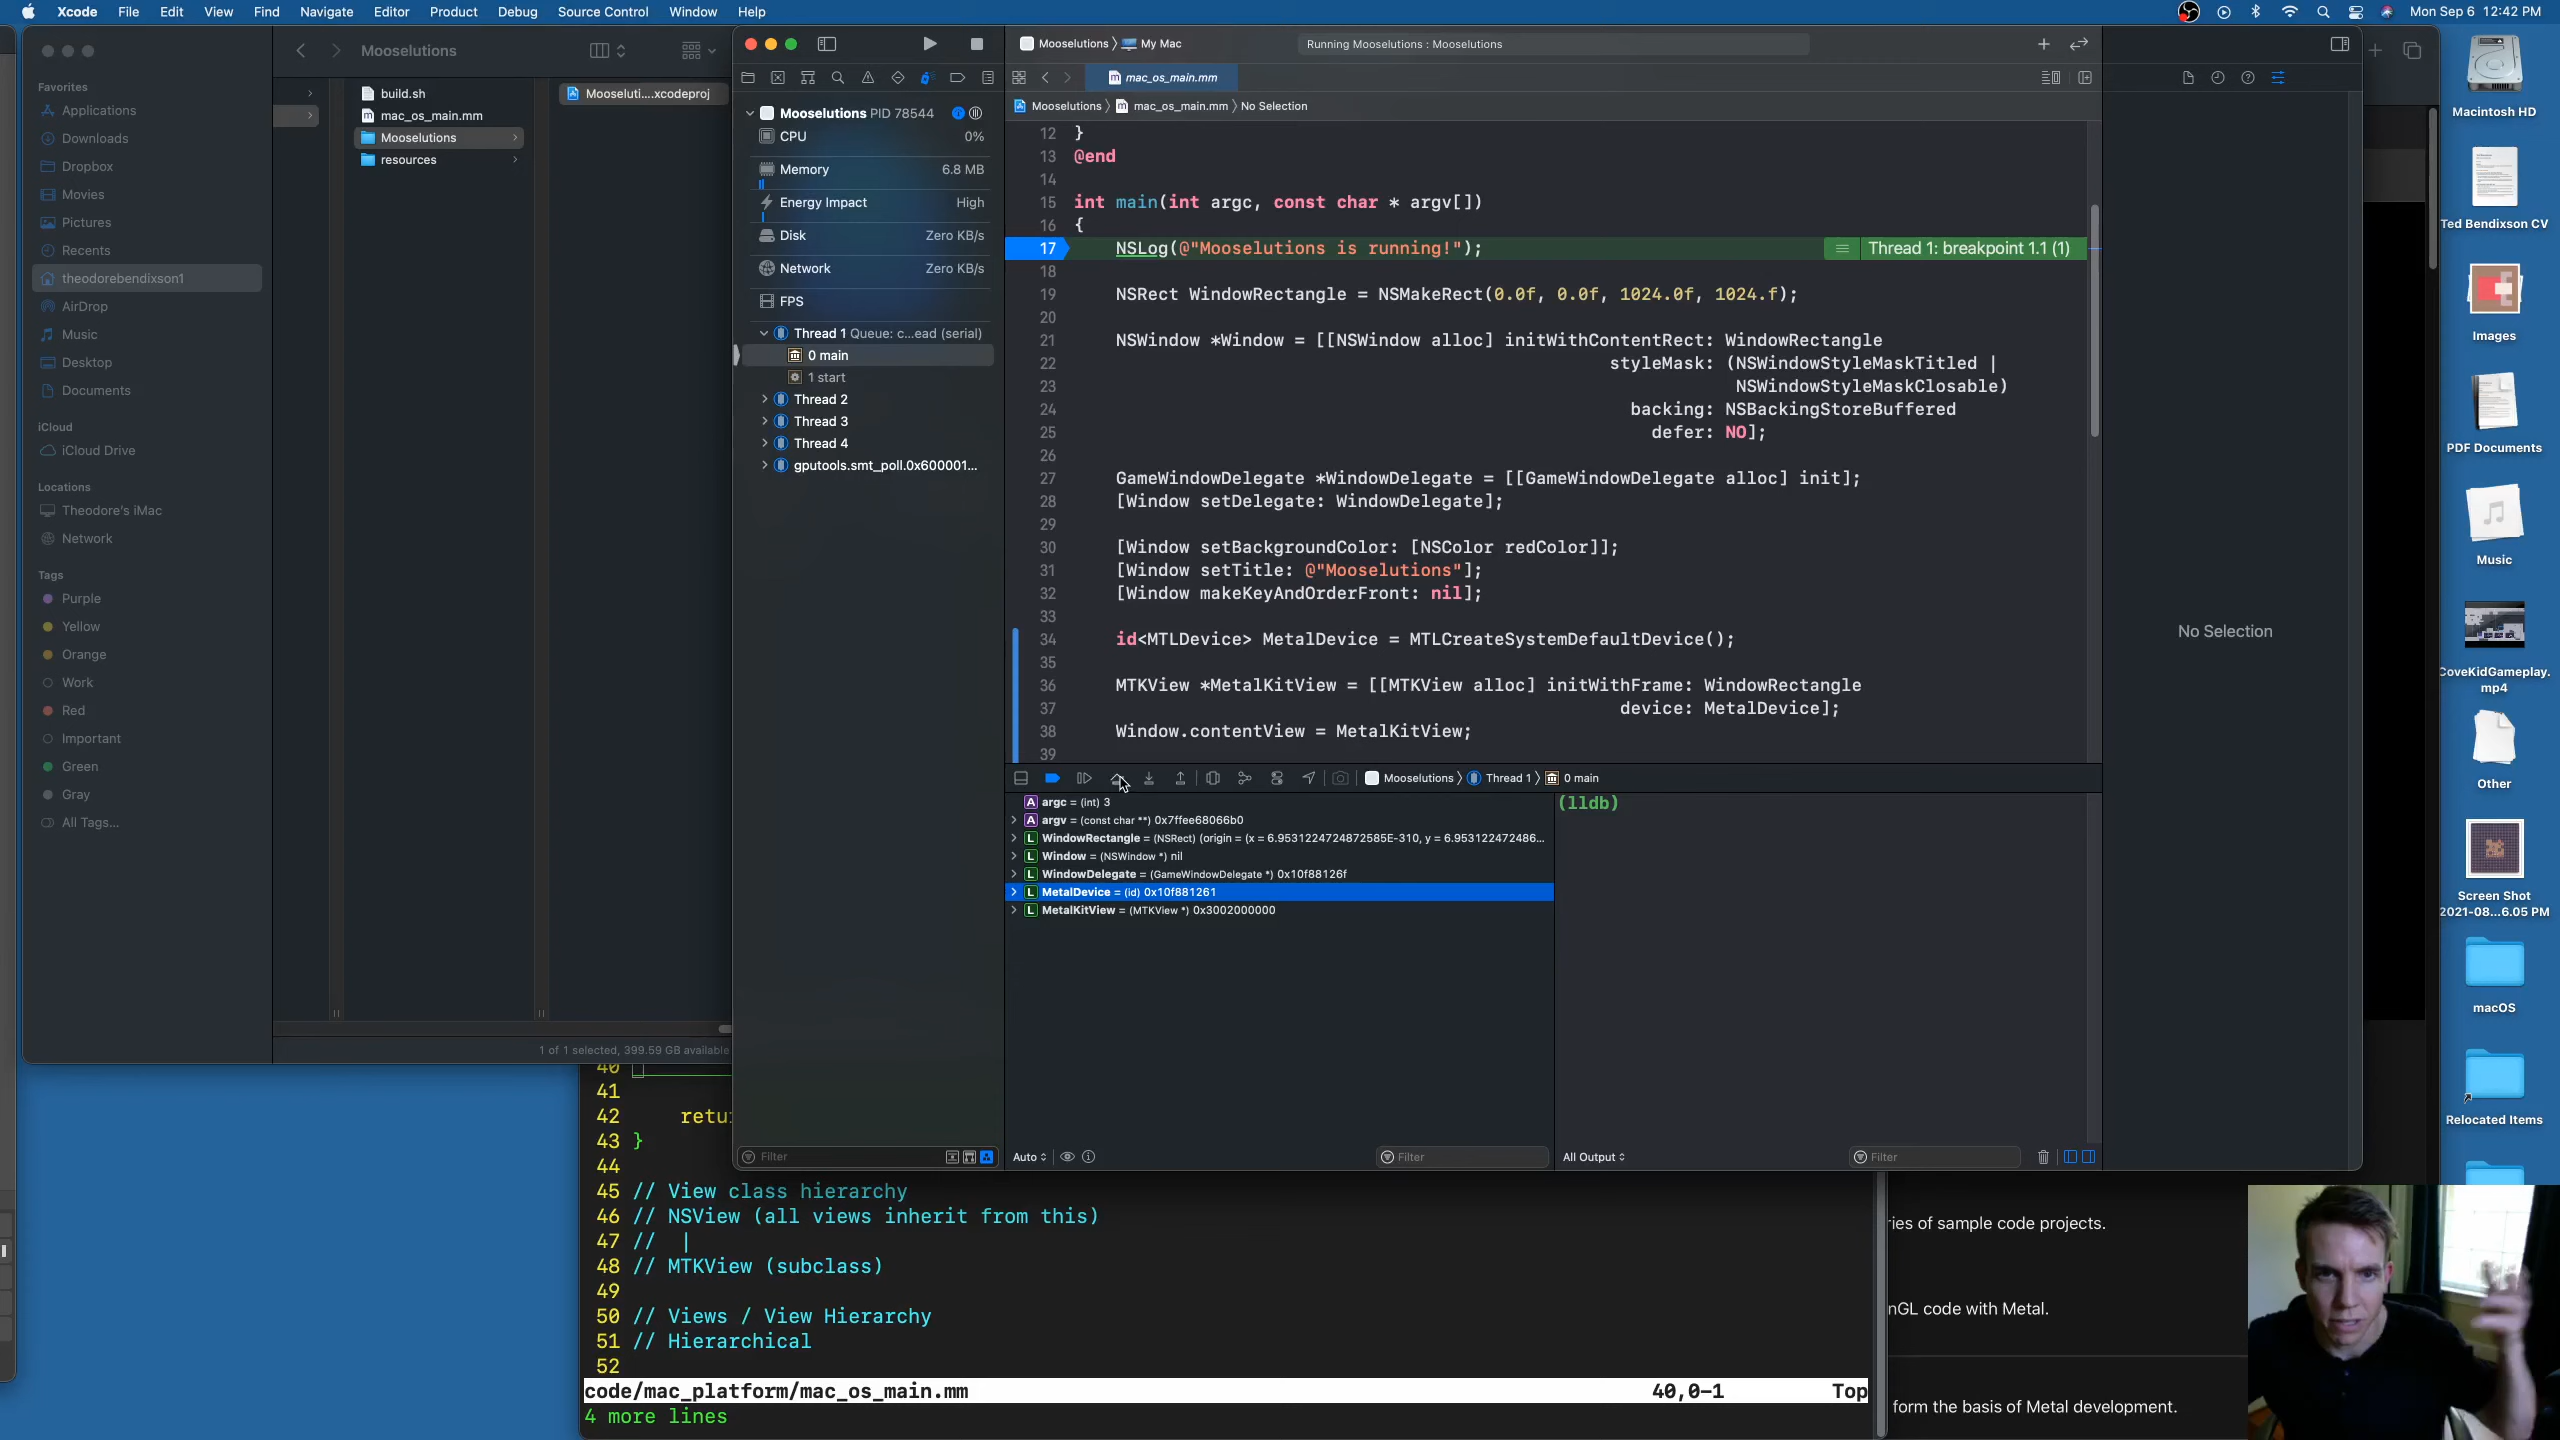 Xcode File Edit View Find Navigate Editor Product Debug Source Control Window Help
Mon Sep 6 12:42 PM
Mooselutions
Favorites
Applications
Downloads
Dropbox
Movies
Pictures
Recents
theodorebendixson1
AirDrop
Music
Desktop
Documents
iCloud
iCloud Drive
Locations
Theodore's iMac
Network
Tags
Purple
Yellow
Orange
Work
Red
Important
Green
Gray
All Tags...
build.sh
mac_os_main.mm
Mooselutions
resources
Mooseluti....xcodeproj
1 of 1 selected, 399.59 GB available
Mooselutions PID 78544
CPU 0%
Memory 6.8 MB
Energy Impact High
Disk Zero KB/s
Network Zero KB/s
FPS
Thread 1 Queue: c...ead (serial)
0 main
1 start
Thread 2
Thread 3
Thread 4
gputools.smt_poll.0x600001...
Filter
Mooselutions My Mac
Running Mooselutions : Mooselutions
mac_os_main.mm
Mooselutions mac_os_main.mm No Selection
12 }
13 @end
14
15 int main(int argc, const char * argv[])
16 {
17 NSLog(@"Mooselutions is running!"); Thread 1: breakpoint 1.1 (1)
18
19 NSRect WindowRectangle = NSMakeRect(0.0f, 0.0f, 1024.0f, 1024.f);
20
21 NSWindow *Window = [[NSWindow alloc] initWithContentRect: WindowRectangle
22 styleMask: (NSWindowStyleMaskTitled |
23 NSWindowStyleMaskClosable)
24 backing: NSBackingStoreBuffered
25 defer: NO];
26
27 GameWindowDelegate *WindowDelegate = [[GameWindowDelegate alloc] init];
28 [Window setDelegate: WindowDelegate];
29
30 [Window setBackgroundColor: [NSColor redColor]];
31 [Window setTitle: @"Mooselutions"];
32 [Window makeKeyAndOrderFront: nil];
33
34 id<MTLDevice> MetalDevice = MTLCreateSystemDefaultDevice();
35
36 MTKView *MetalKitView = [[MTKView alloc] initWithFrame: WindowRectangle
37 device: MetalDevice];
38 Window.contentView = MetalKitView;
39
Mooselutions Thread 1 0 main
A argc = (int) 3
A argv = (const char **) 0x7ffee68066b0
L WindowRectangle = (NSRect) (origin = (x = 6.9531224724872585E-310, y = 6.953122472486...
L Window = (NSWindow *) nil
L WindowDelegate = (GameWindowDelegate *) 0x10f88126f
L MetalDevice = (id) 0x10f881261
L MetalKitView = (MTKView *) 0x3002000000
(lldb)
Auto
Filter
All Output
Filter
No Selection
Macintosh HD
Ted Bendixson CV
Images
PDF Documents
Music
CoveKidGameplay.
mp4
Other
Screen Shot
2021-08...6.05 PM
macOS
Relocated Items
40
41
42 retu
43 }
44
45 // View class hierarchy
46 // NSView (all views inherit from this)
47 // |
48 // MTKView (subclass)
49
50 // Views / View Hierarchy
51 // Hierarchical
52
code/mac_platform/mac_os_main.mm 40,0-1 Top
4 more lines
ries of sample code projects.
nGL code with Metal.
form the basis of Metal development.